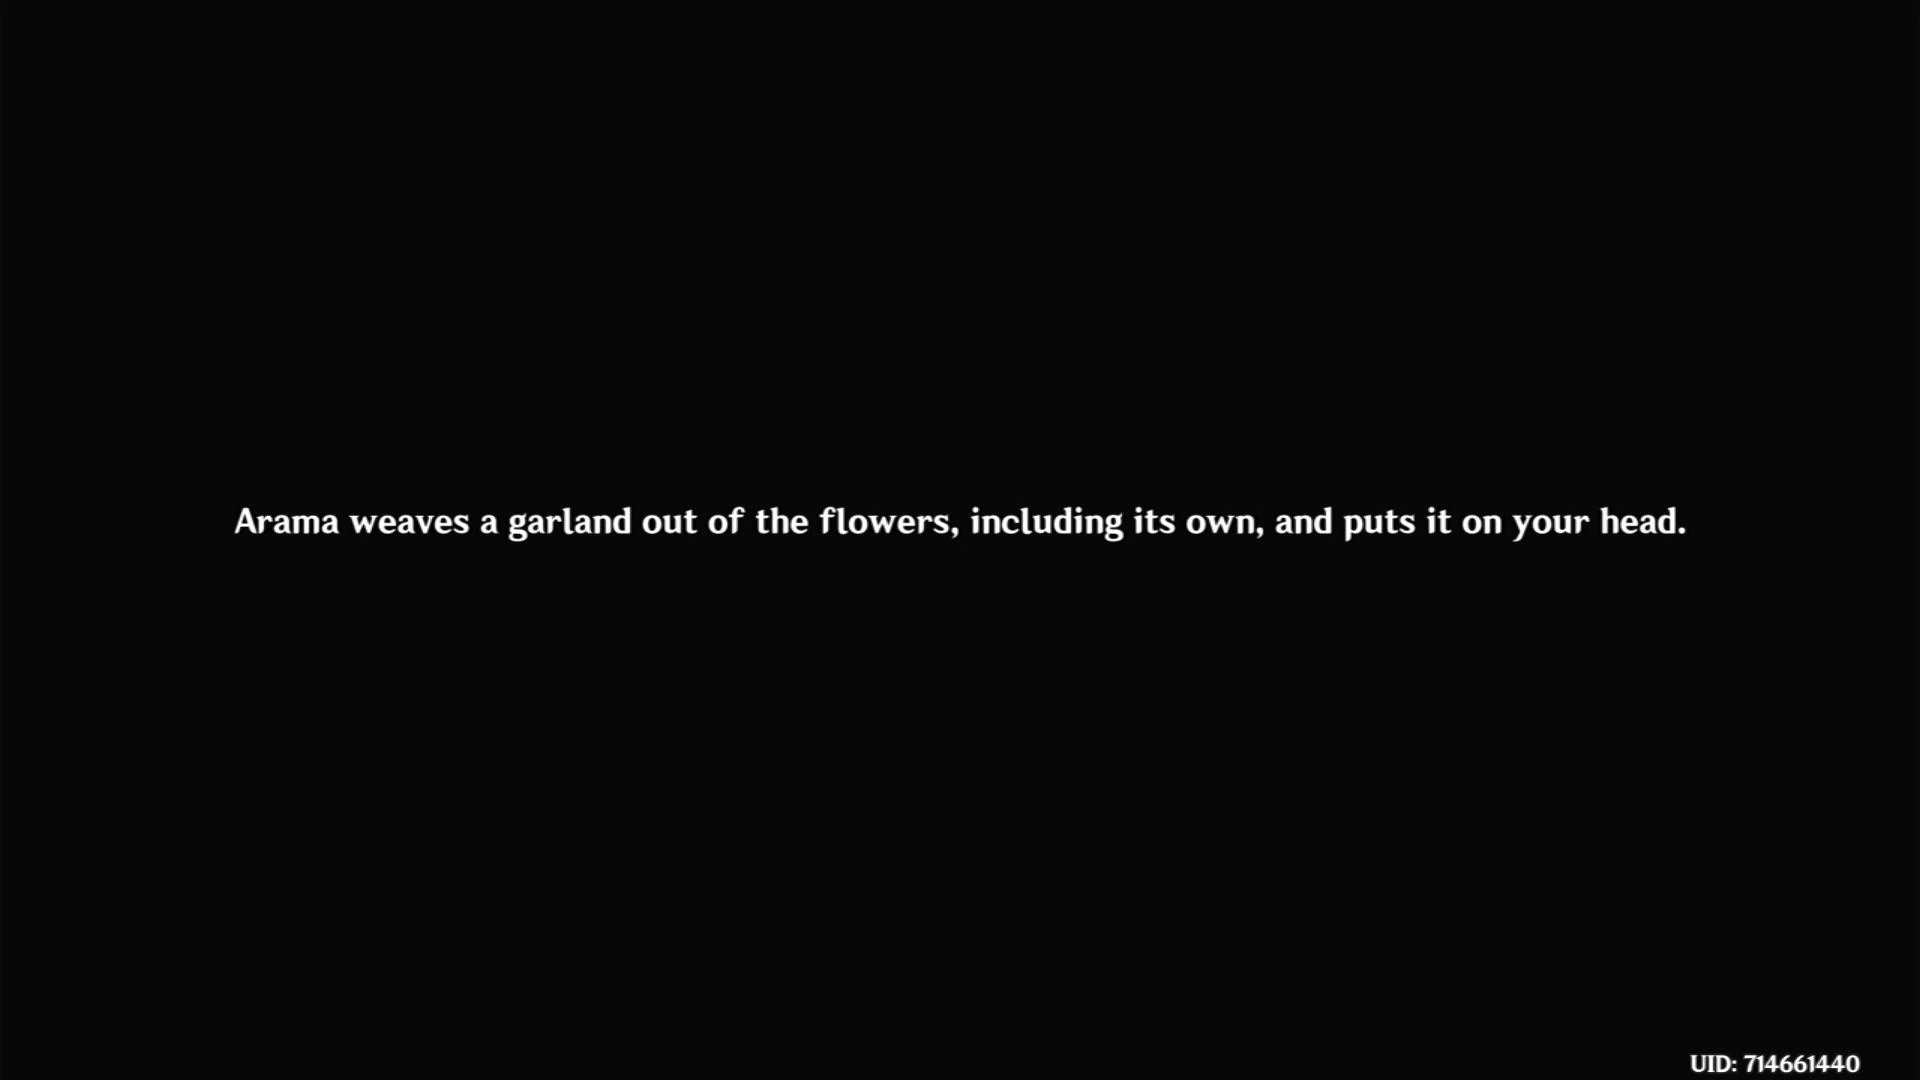 Arama weaves a garland out of the flowers, including its own, and puts it on your head.
UID: 714661440